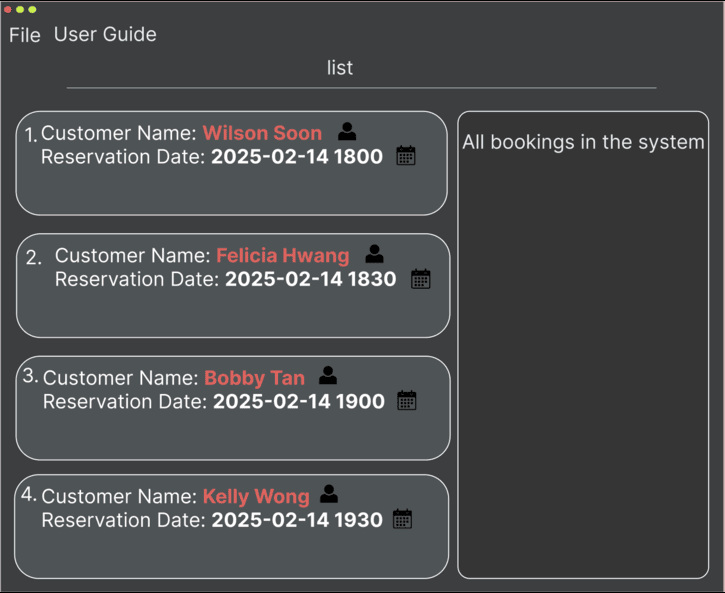 File User Guide
list
1. Customer Name: Wilson Soon
Reservation Date: 2025-02-14 1800
2. Customer Name: Felicia Hwang
Reservation Date: 2025-02-14 1830
3. Customer Name: Bobby Tan
Reservation Date: 2025-02-14 1900
4. Customer Name: Kelly Wong
Reservation Date: 2025-02-14 1930
All bookings in the system